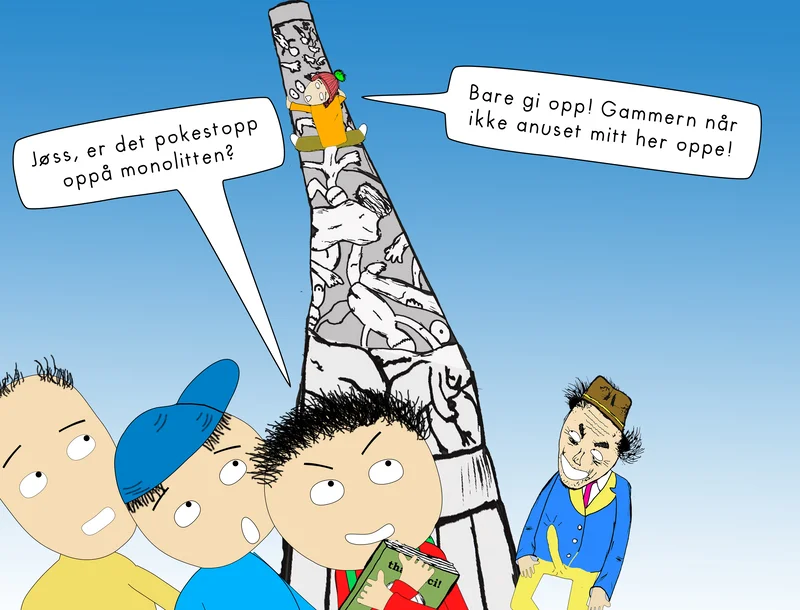 Jøss, er det pokestopp
oppå monolitten?
Bare gi opp! Gammern når
ikke anuset mitt her oppe!